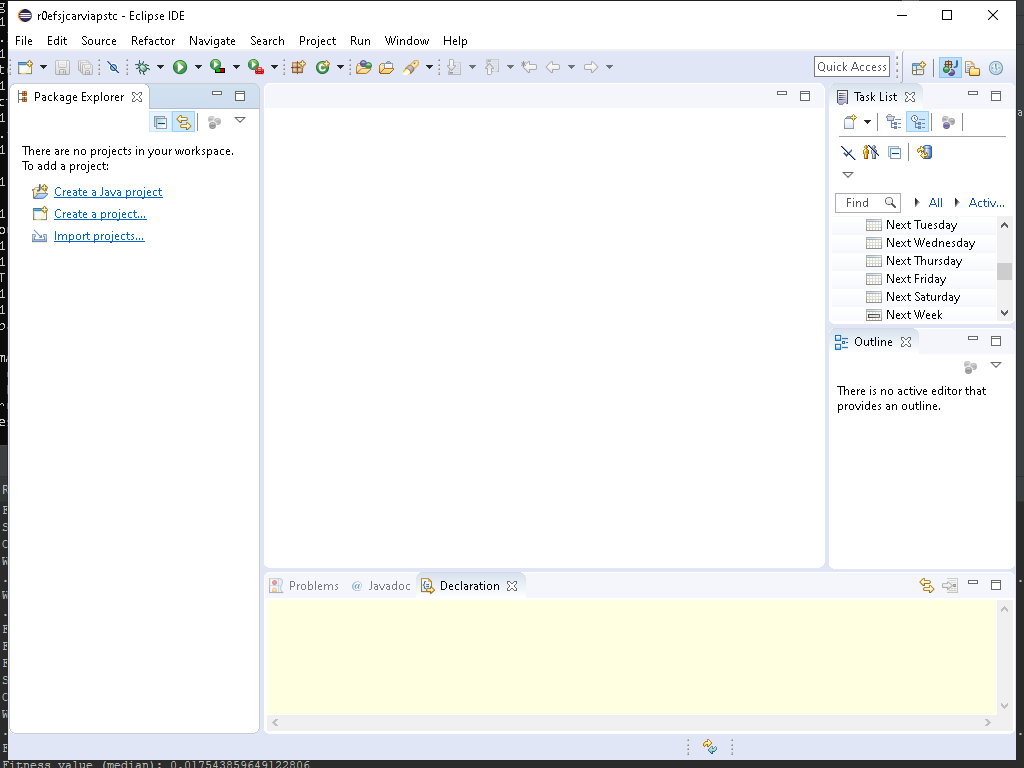 r0efsjcarviapstc - Eclipse IDE
File Edit Source Refactor Navigate Search Project Run Window Help
Quick Access
Package Explorer
There are no projects in your workspace.
To add a project:
Create a Java project
Create a project...
Import projects...
Task List
Find All Activ...
Next Tuesday
Next Wednesday
Next Thursday
Next Friday
Next Saturday
Next Week
Outline
There is no active editor that
provides an outline.
Problems @ Javadoc Declaration
Fitness value (median): 0.017543859649122806